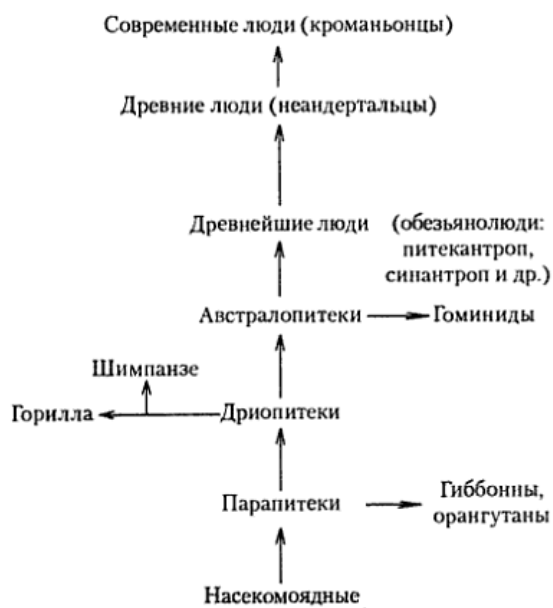 Современные люди (кроманьонцы)
Древние люди (неандертальцы)
Древнейшие люди (обезьянолюди:
питекантроп,
синантроп и др.)
Австралопитеки Гоминиды
Шимпанзе
Горилла Дриопитеки
Гиббонны,
Парапитеки
орангутаны
Насекомоядные